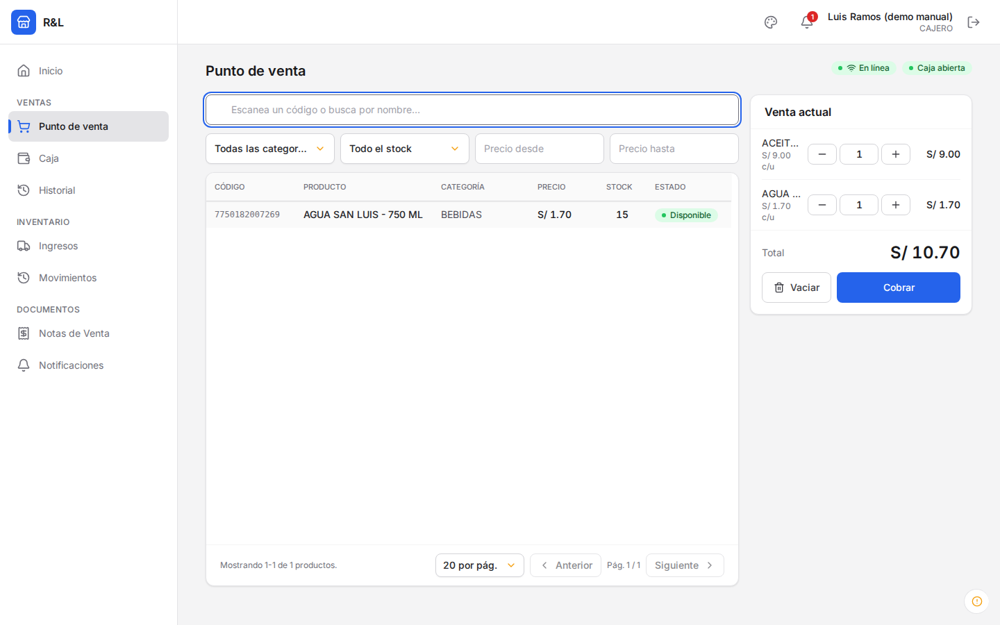 R&L
Luis Ramos (demo manual)
CAJERO
1
Inicio
VENTAS
Punto de venta
Caja
Historial
INVENTARIO
Ingresos
Movimientos
DOCUMENTOS
Notas de Venta
Notificaciones
Punto de venta
En línea
Caja abierta
Escanea un código o busca por nombre...
Todas las categor...
Todo el stock
Precio desde
Precio hasta
CÓDIGO PRODUCTO CATEGORÍA PRECIO STOCK ESTADO
7750182007269 AGUA SAN LUIS - 750 ML BEBIDAS S/ 1.70 15 Disponible
Mostrando 1-1 de 1 productos.
20 por pág.
Anterior
Pág. 1 / 1
Siguiente
Venta actual
ACEIT...
S/ 9.00
c/u
1
S/ 9.00
AGUA ...
S/ 1.70
c/u
1
S/ 1.70
Total
S/ 10.70
Vaciar
Cobrar